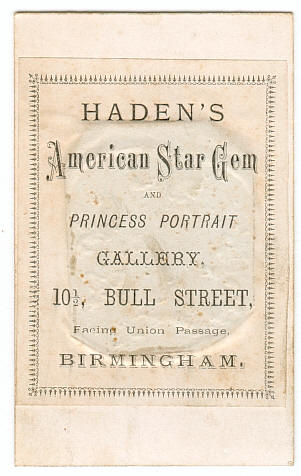 HADEN'S
American Star Gem
AND
PRINCESS PORTRAIT
GALLERY,
10½, BULL STREET,
Facing Union Passage,
BIRMINGHAM.